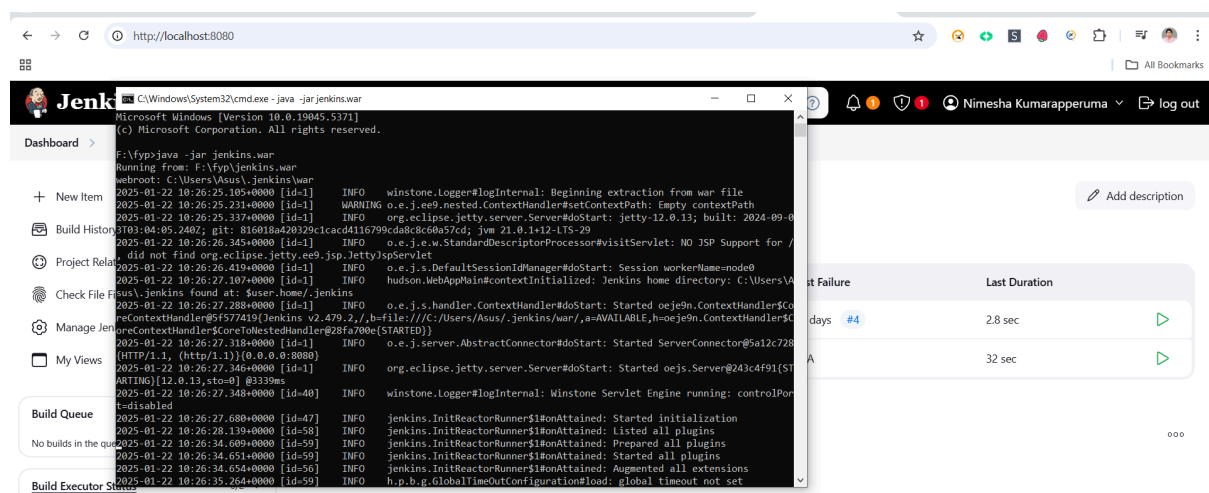 http://localhost:8080
All Bookmarks
Jenk
C:\Windows\System32\cmd.exe - java -jar jenkins.war
1
1
Nimesha Kumarapperuma
log out
Dashboard
Microsoft Windows [Version 10.0.19045.5371]
(c) Microsoft Corporation. All rights reserved.
F:\fyp>java -jar jenkins.war
Running from: F:\fyp\jenkins.war
webroot: C:\Users\Asus\.jenkins\war
2025-01-22 10:26:25.105+0000 [id=1] INFO winstone.Logger#logInternal: Beginning extraction from war file
2025-01-22 10:26:25.231+0000 [id=1] WARNING o.e.j.ee9.nested.ContextHandler#setContextPath: Empty contextPath
2025-01-22 10:26:25.337+0000 [id=1] INFO org.eclipse.jetty.server.Server#doStart: jetty-12.0.13; built: 2024-09-0
3T03:04:05.240Z; git: 816018a420329c1cacd4116799cda8c8c60a57cd; jvm 21.0.1+12-LTS-29
2025-01-22 10:26:26.345+0000 [id=1] INFO o.e.j.e.w.StandardDescriptorProcessor#visitServlet: NO JSP Support for /
, did not find org.eclipse.jetty.ee9.jsp.JettyJspServlet
2025-01-22 10:26:26.419+0000 [id=1] INFO o.e.j.s.DefaultSessionIdManager#doStart: Session workerName=node0
2025-01-22 10:26:27.107+0000 [id=1] INFO hudson.WebAppMain#contextInitialized: Jenkins home directory: C:\Users\A
sus\.jenkins found at: $user.home/.jenkins
2025-01-22 10:26:27.288+0000 [id=1] INFO o.e.j.s.handler.ContextHandler#doStart: Started oeje9n.ContextHandler$Co
reContextHandler@5f577419{Jenkins v2.479.2,/,b=file:///C:/Users/Asus/.jenkins/war/,a=AVAILABLE,h=oeje9n.ContextHandler$C
oreContextHandler$CoreToNestedHandler@28fa700e{STARTED}}
2025-01-22 10:26:27.318+0000 [id=1] INFO o.e.j.server.AbstractConnector#doStart: Started ServerConnector@5a12c728
{HTTP/1.1, (http/1.1)}{0.0.0.0:8080}
2025-01-22 10:26:27.346+0000 [id=1] INFO org.eclipse.jetty.server.Server#doStart: Started oejs.Server@243c4f91{ST
ARTING}[12.0.13,sto=0] @3339ms
2025-01-22 10:26:27.348+0000 [id=40] INFO winstone.Logger#logInternal: Winstone Servlet Engine running: controlPor
t=disabled
2025-01-22 10:26:27.680+0000 [id=47] INFO jenkins.InitReactorRunner$1#onAttained: Started initialization
2025-01-22 10:26:28.139+0000 [id=58] INFO jenkins.InitReactorRunner$1#onAttained: Listed all plugins
2025-01-22 10:26:34.609+0000 [id=59] INFO jenkins.InitReactorRunner$1#onAttained: Prepared all plugins
2025-01-22 10:26:34.651+0000 [id=59] INFO jenkins.InitReactorRunner$1#onAttained: Started all plugins
2025-01-22 10:26:34.654+0000 [id=56] INFO jenkins.InitReactorRunner$1#onAttained: Augmented all extensions
2025-01-22 10:26:35.264+0000 [id=59] INFO h.p.b.g.GlobalTimeOutConfiguration#load: global timeout not set
New Item
Build History
Project Relat
Check File F
Manage Jen
My Views
Build Queue
No builds in the que
Build Executor Status
Add description
st Failure
Last Duration
days #4
2.8 sec
A
32 sec